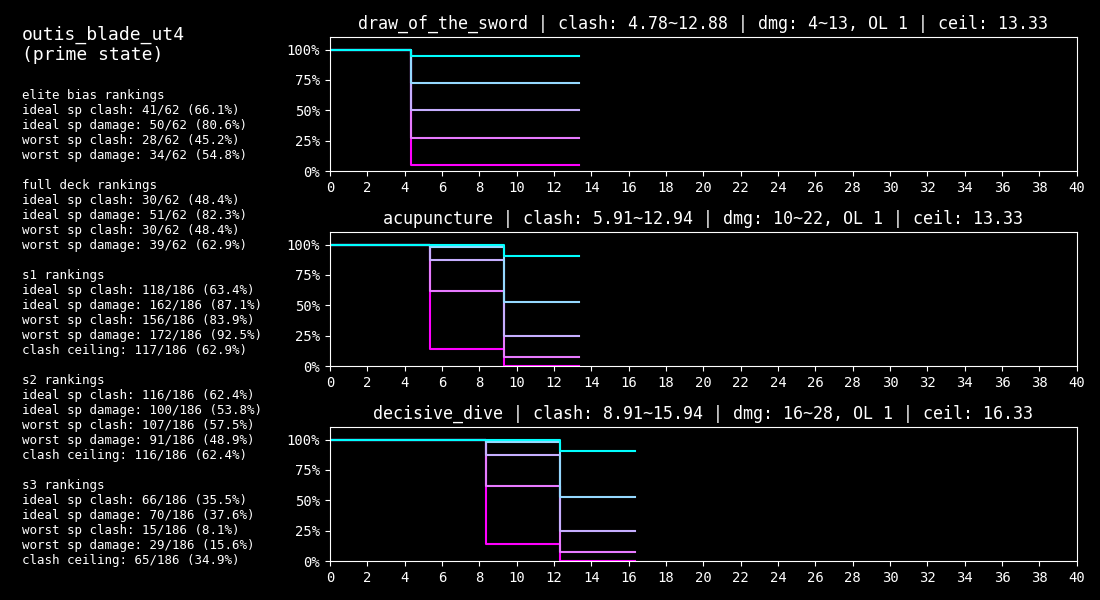 outis_blade_ut4
(prime state)
elite bias rankings
ideal sp clash: 41/62 (66.1%)
ideal sp damage: 50/62 (80.6%)
worst sp clash: 28/62 (45.2%)
worst sp damage: 34/62 (54.8%)
full deck rankings
ideal sp clash: 30/62 (48.4%)
ideal sp damage: 51/62 (82.3%)
worst sp clash: 30/62 (48.4%)
worst sp damage: 39/62 (62.9%)
s1 rankings
ideal sp clash: 118/186 (63.4%)
ideal sp damage: 162/186 (87.1%)
worst sp clash: 156/186 (83.9%)
worst sp damage: 172/186 (92.5%)
clash ceiling: 117/186 (62.9%)
s2 rankings
ideal sp clash: 116/186 (62.4%)
ideal sp damage: 100/186 (53.8%)
worst sp clash: 107/186 (57.5%)
worst sp damage: 91/186 (48.9%)
clash ceiling: 116/186 (62.4%)
s3 rankings
ideal sp clash: 66/186 (35.5%)
ideal sp damage: 70/186 (37.6%)
worst sp clash: 15/186 (8.1%)
worst sp damage: 29/186 (15.6%)
clash ceiling: 65/186 (34.9%)
draw_of_the_sword | clash: 4.78~12.88 | dmg: 4~13, OL 1 | ceil: 13.33
100%
75%
50%
25%
0%
0 2 4 6 8 10 12 14 16 18 20 22 24 26 28 30 32 34 36 38 40
acupuncture | clash: 5.91~12.94 | dmg: 10~22, OL 1 | ceil: 13.33
100%
75%
50%
25%
0%
0 2 4 6 8 10 12 14 16 18 20 22 24 26 28 30 32 34 36 38 40
decisive_dive | clash: 8.91~15.94 | dmg: 16~28, OL 1 | ceil: 16.33
100%
75%
50%
25%
0%
0 2 4 6 8 10 12 14 16 18 20 22 24 26 28 30 32 34 36 38 40